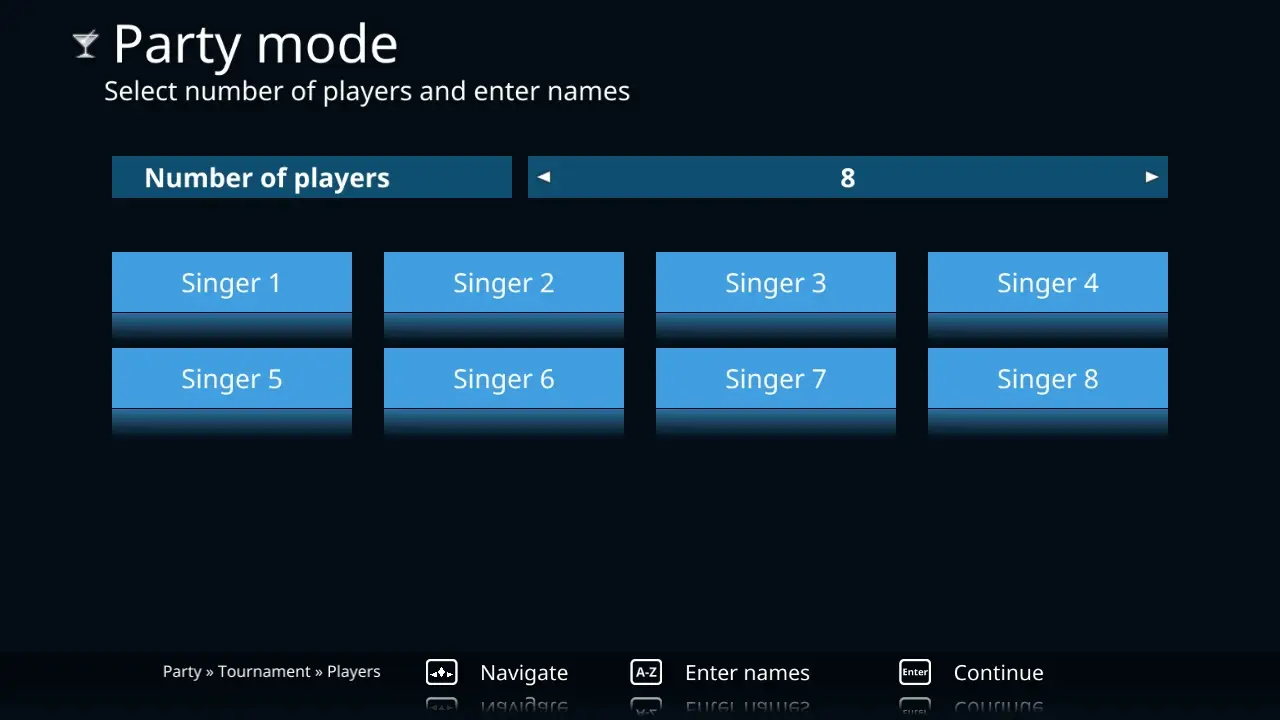 Party mode
Select number of players and enter names
Number of players ◄ 8 ►
Singer 1 Singer 2 Singer 3 Singer 4
Singer 5 Singer 6 Singer 7 Singer 8
Party » Tournament » Players Navigate A-Z Enter names Enter Continue